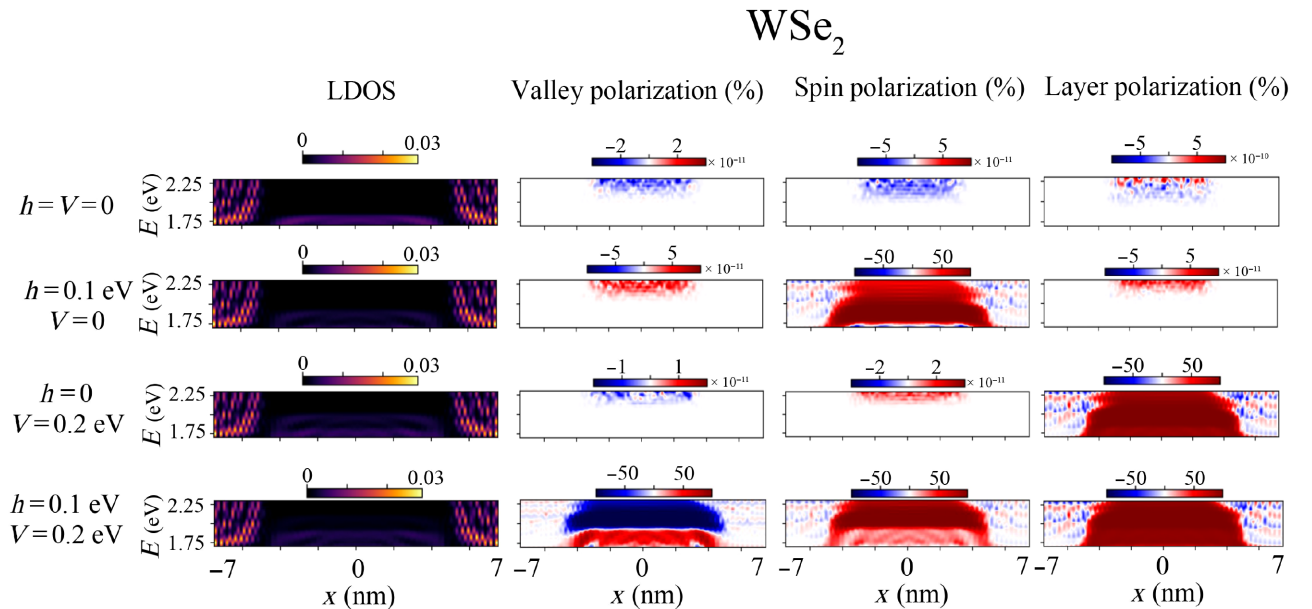 WSe2
LDOS
Valley polarization (%)
Spin polarization (%)
Layer polarization (%)
0 0.03
−2 2 × 10−11
−5 5 × 10−11
−5 5 × 10−10
h = V = 0
E (eV)
2.25
1.75
0 0.03
−5 5 × 10−11
−50 50
−5 5 × 10−11
h = 0.1 eV
V = 0
E (eV)
2.25
1.75
0 0.03
−1 1 × 10−11
−2 2 × 10−11
−50 50
h = 0
V = 0.2 eV
E (eV)
2.25
1.75
0 0.03
−50 50
−50 50
−50 50
h = 0.1 eV
V = 0.2 eV
E (eV)
2.25
1.75
−7 0 7
−7 0 7
−7 0 7
−7 0 7
x (nm)
x (nm)
x (nm)
x (nm)